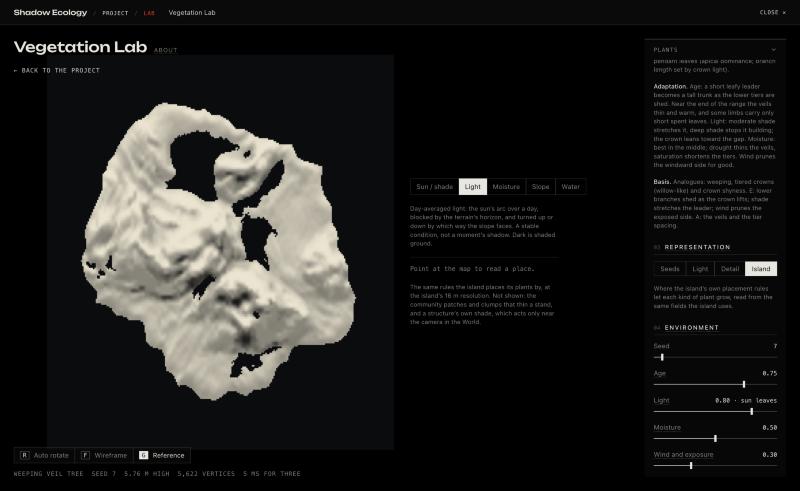 Shadow Ecology / PROJECT / LAB Vegetation Lab CLOSE ×
Vegetation Lab ABOUT
← BACK TO THE PROJECT
Sun / shade Light Moisture Slope Water
Day-averaged light: the sun's arc over a day,
blocked by the terrain's horizon, and turned up or
down by which way the slope faces. A stable
condition, not a moment's shadow. Dark is shaded
ground.
Point at the map to read a place.
The same rules the island places its plants by, at
the island's 16 m resolution. Not shown: the
community patches and clumps that thin a stand,
and a structure's own shade, which acts only near
the camera in the World.
R Auto rotate F Wireframe G Reference
WEEPING VEIL TREE SEED 7 5.76 M HIGH 5,622 VERTICES 5 MS FOR THREE
PLANTS
pendant leaves (apical dominance; branch
length set by crown light).
Adaptation. Age: a short leafy leader
becomes a tall trunk as the lower tiers are
shed. Near the end of the range the veils
thin and warm, and some limbs carry only
short spent leaves. Light: moderate shade
stretches it, deep shade stops it building;
the crown leans toward the gap. Moisture:
best in the middle; drought thins the veils,
saturation shortens the tiers. Wind prunes
the windward side for good.
Basis. Analogues: weeping, tiered crowns
(willow-like) and crown shyness. E: lower
branches shed as the crown lifts; shade
stretches the leader; wind prunes the
exposed side. A: the veils and the tier
spacing.
03 REPRESENTATION
Seeds Light Detail Island
Where the island's own placement rules
let each kind of plant grow, read from the
same fields the island uses.
04 ENVIRONMENT
Seed 7
Age 0.75
Light 0.80 · sun leaves
Moisture 0.50
Wind and exposure 0.30